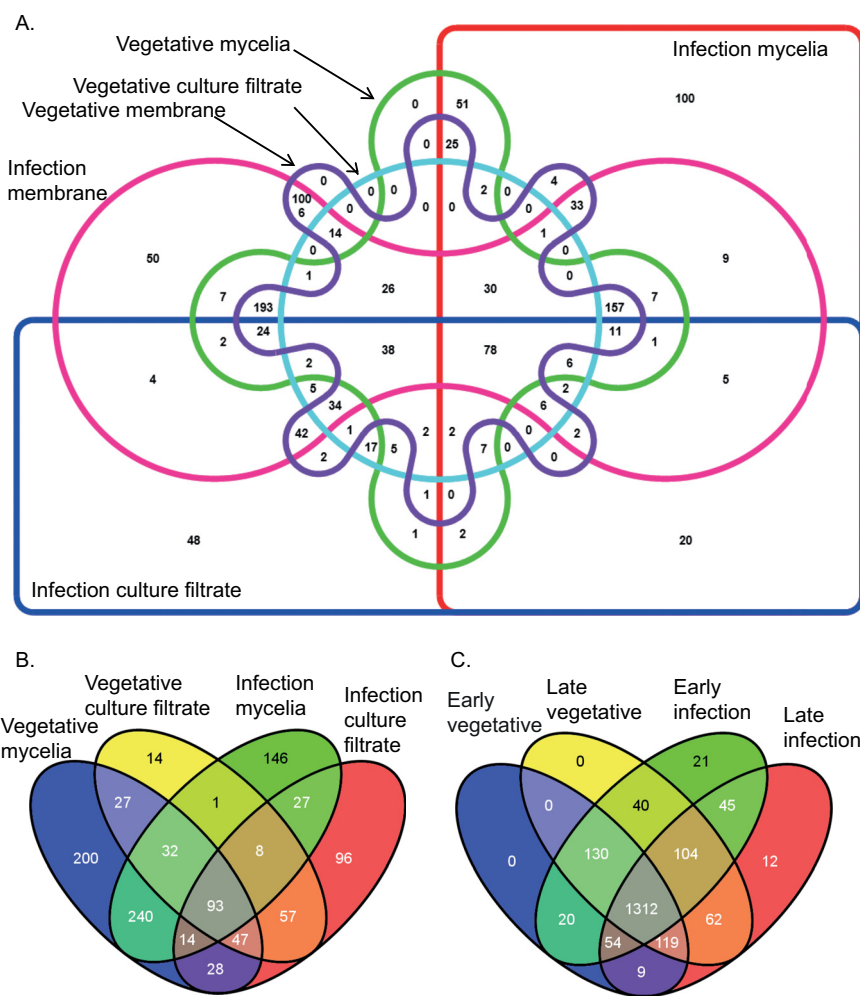 A.
Vegetative mycelia
Infection mycelia
Vegetative culture filtrate
Vegetative membrane
Infection
membrane
0 51
100
0 25
0 4
100 0 0 2 0 33
6 0 0 0 0
14 1
0 0
50 1 0 9
26 30
7 193 157 7
2 24 11 1
38 78
4 2 6 5
5 2
34 6
42 1 2 2 0 2
2 17 5 7 0 0
1 0
48 1 2 20
Infection culture filtrate
B.
Vegetative
mycelia
Vegetative
culture filtrate
Infection
mycelia
Infection
culture
filtrate
14 146
27 1 27
200 32 8 96
93
240 57
14 47
28
C.
Early vegetative
Late
vegetative
Early
infection
Late
infection
0 21
0 40 45
0 130 104 12
1312
20 62
54 119
9